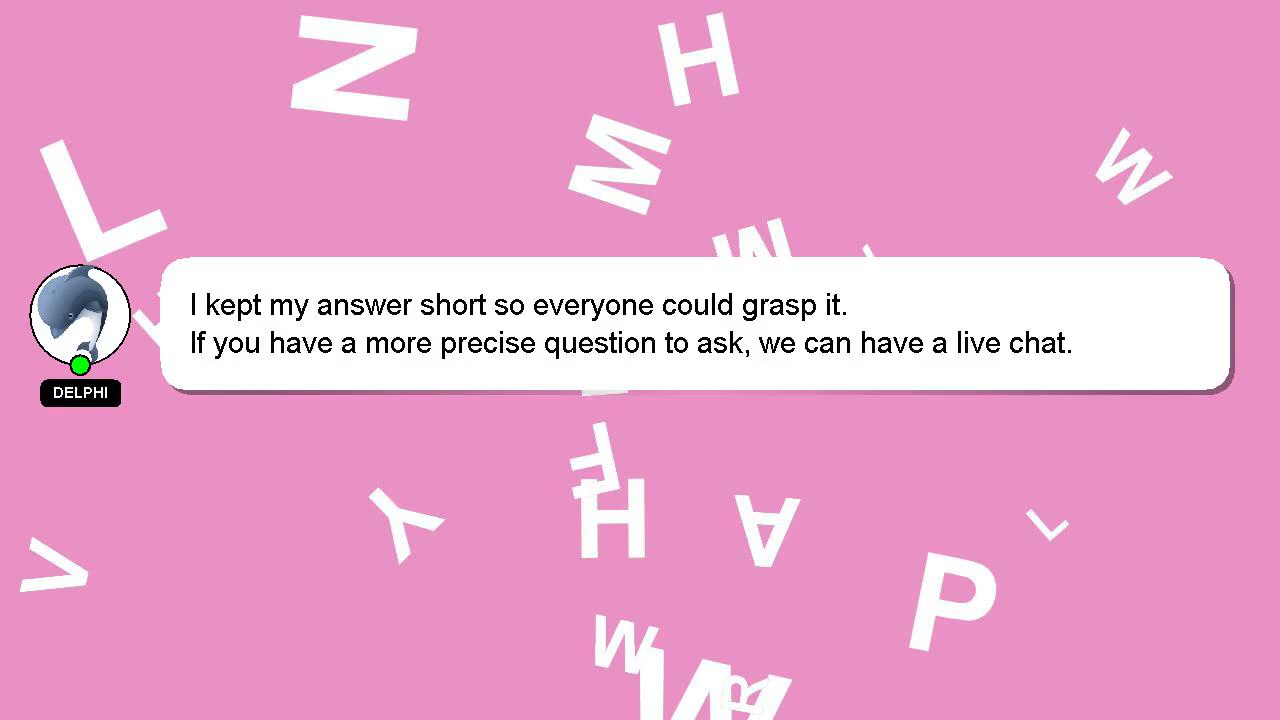 N
H
M
L
W
W
I kept my answer short so everyone could grasp it.
If you have a more precise question to ask, we can have a live chat.
DELPHI
F
H
A
Y
L
V
P
W
W
R